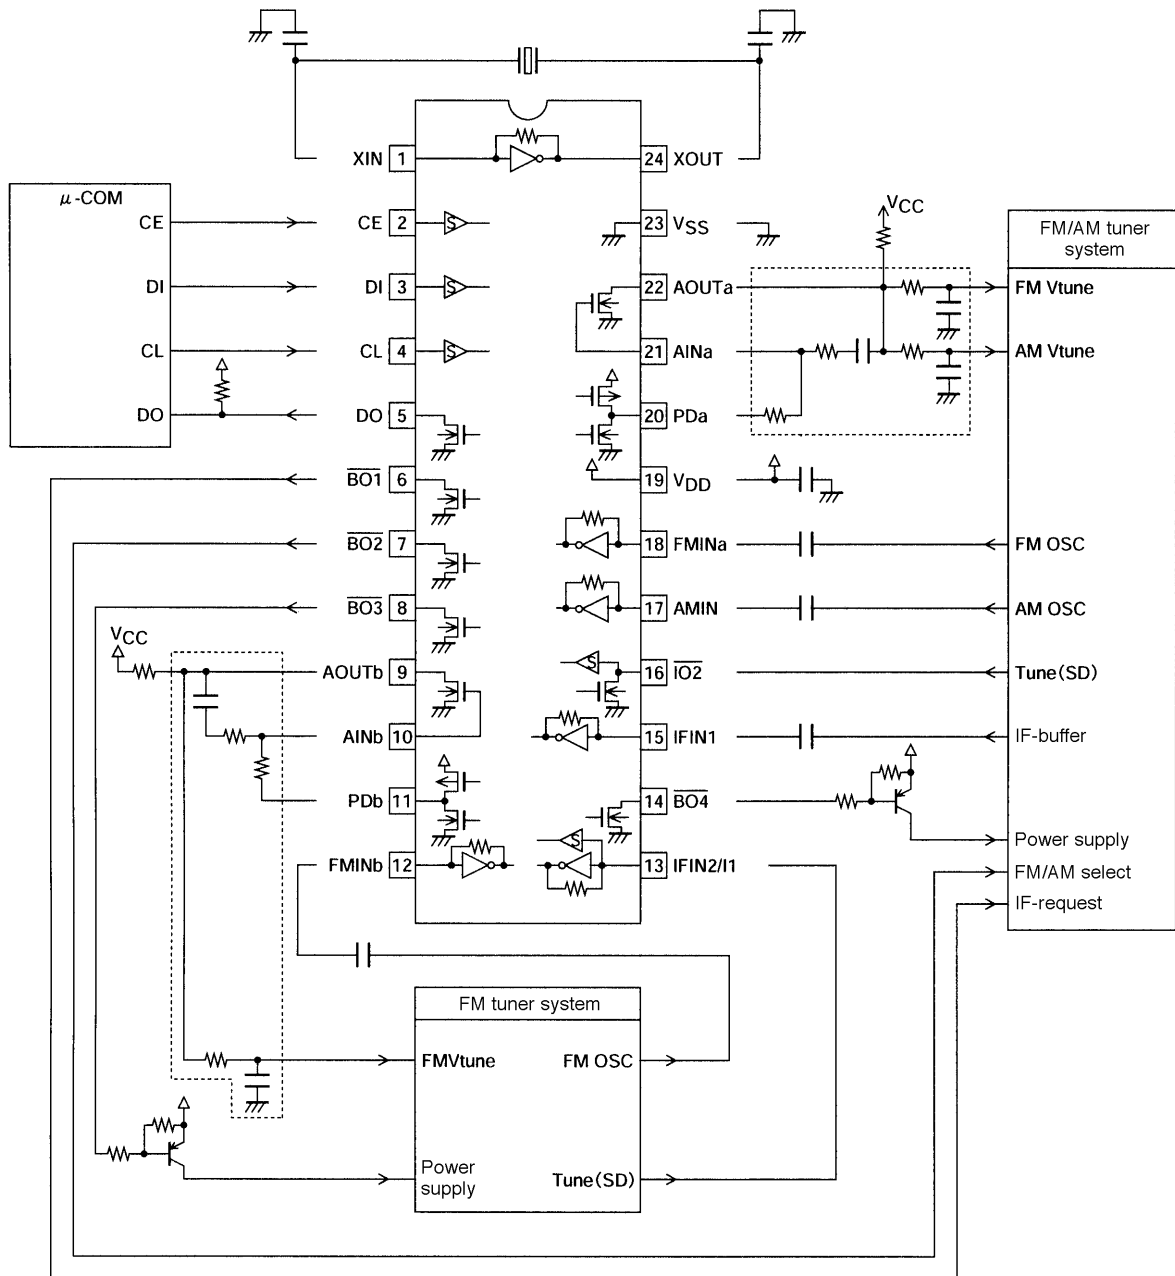 XIN 1
24 XOUT
μ-COM
CE
CE 2
S
23 VSS
VCC
FM/AM tuner
system
DI
DI 3
S
22 AOUTa
FM Vtune
CL
CL 4
S
21 AINa
AM Vtune
DO
DO 5
20 PDa
BO1 6
19 VDD
BO2 7
18 FMINa
FM OSC
BO3 8
17 AMIN
AM OSC
VCC
AOUTb 9
S
16 IO2
Tune(SD)
AINb 10
15 IFIN1
IF-buffer
PDb 11
14 BO4
Power supply
FMINb 12
S
13 IFIN2/I1
FM/AM select
IF-request
FM tuner system
FMVtune
FM OSC
Power
supply
Tune(SD)